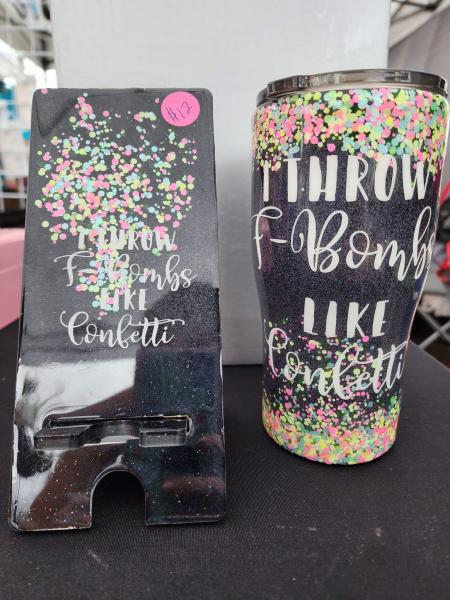 #12
I THROW
F-Bombs
LIKE
Confetti
I THROW
F-Bombs
LIKE
Confetti